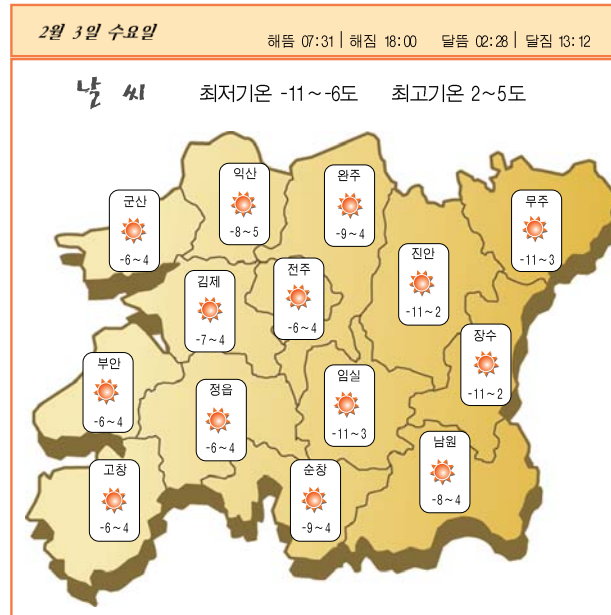 2월 3일 수요일
해뜸 07:31 | 해짐 18:00 달뜸 02:28 | 달짐 13:12
날 씨 최저기온 -11~-6도 최고기온 2~5도
익산
-8~5
완주
-9~4
군산
-6~4
무주
-11~3
진안
-11~2
전주
-6~4
김제
-7~4
장수
-11~2
부안
-6~4
정읍
-6~4
임실
-11~3
남원
-8~4
고창
-6~4
순창
-9~4